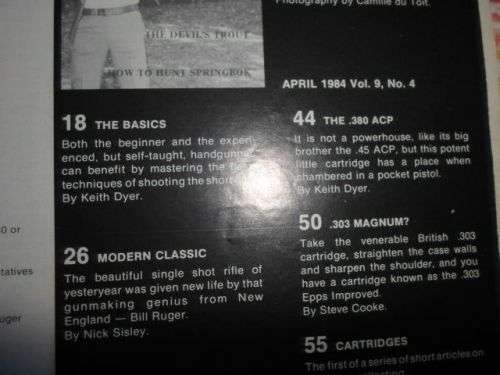 Photography by Camille du Toit.
THE DEVIL'S TROUT
HOW TO HUNT SPRINGBOK
APRIL 1984 Vol. 9, No. 4
18 THE BASICS
Both the beginner and the experi-
enced, but self-taught, handgunner
can benefit by mastering the
techniques of shooting the short
By Keith Dyer.
26 MODERN CLASSIC
The beautiful single shot rifle of
yesteryear was given new life by that
gunmaking genius from New
England — Bill Ruger.
By Nick Sisley.
44 THE .380 ACP
It is not a powerhouse, like its big
brother the .45 ACP, but this potent
little cartridge has a place when
chambered in a pocket pistol.
By Keith Dyer.
50 .303 MAGNUM?
Take the venerable British .303
cartridge, straighten the case walls
and sharpen the shoulder, and you
have a cartridge known as the .303
Epps Improved.
By Steve Cooke.
55 CARTRIDGES
The first of a series of short articles on
0 or
tatives
uger